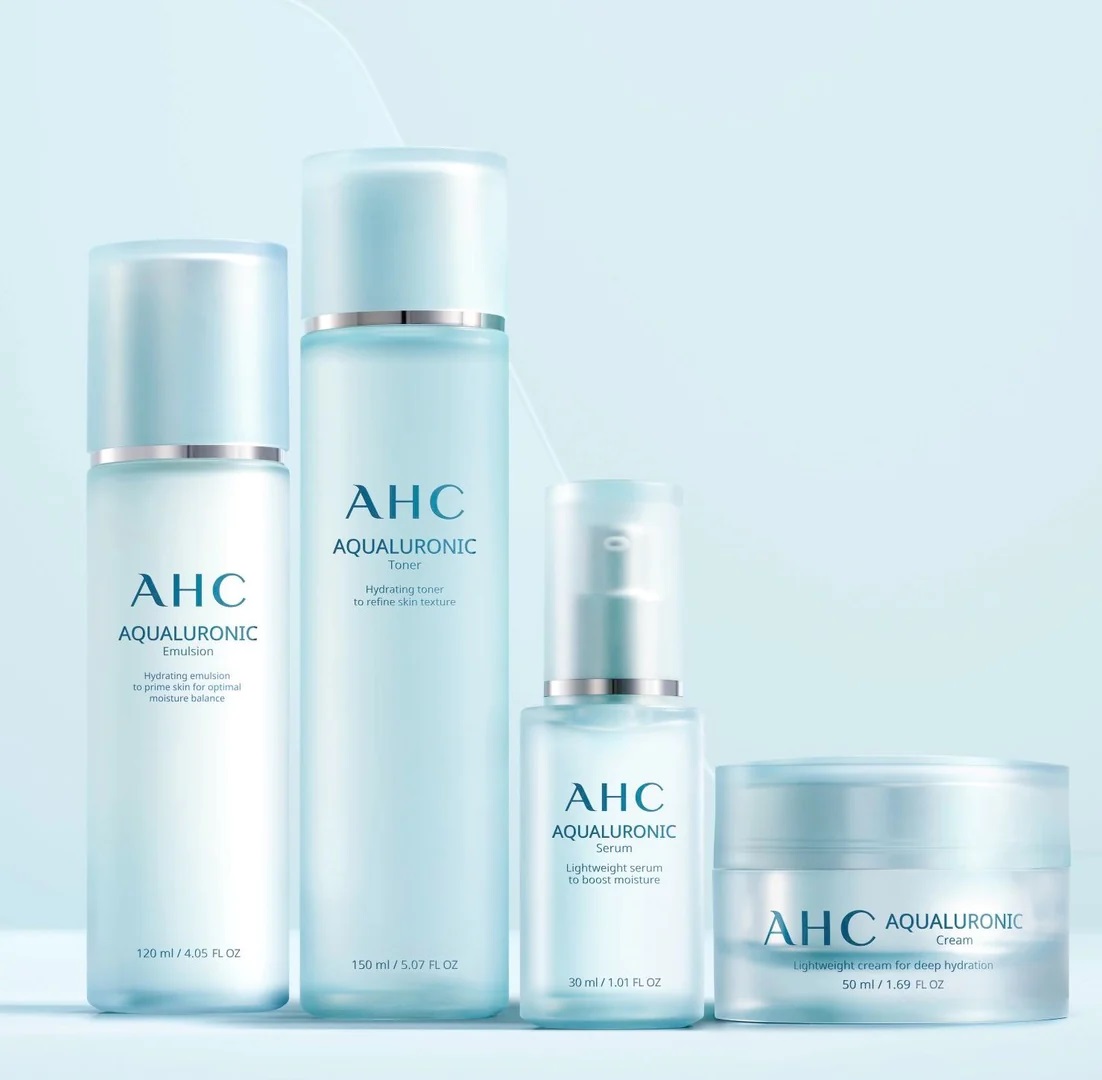 AHC
AQUALURONIC
Emulsion
Hydrating emulsion
to prime skin for optimal
moisture balance
120 ml / 4.05 FL OZ
AHC
AQUALURONIC
Toner
Hydrating toner
to refine skin texture
150 ml / 5.07 FL OZ
AHC
AQUALURONIC
Serum
Lightweight serum
to boost moisture
30 ml / 1.01 FL OZ
AHC AQUALURONIC
Cream
Lightweight cream for deep hydration
50 ml / 1.69 FL OZ